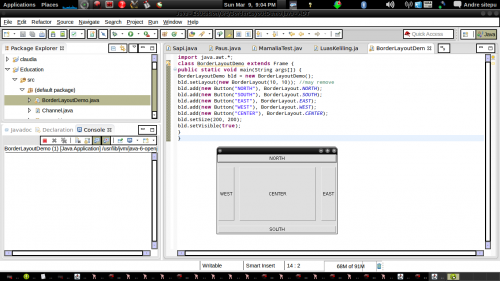 Applications Places
Sun Mar 9, 9:04 PM
Andre sitepu
File Edit Refactor Source Navigate Search Project Run Window Help
Quick Access
Java
Package Explorer
claudia
Education
src
(default package)
BorderLayoutDemo.java
Channel.java
Javadoc Declaration Console
BorderLayoutDemo (1) [Java Application] /usr/lib/jvm/java-6-open
Sapi.java Paus.java MamaliaTest.jav LuasKeliling.ja BorderLayoutDem
import java.awt.*;
class BorderLayoutDemo extends Frame {
public static void main(String args[]) {
BorderLayoutDemo bld = new BorderLayoutDemo();
bld.setLayout(new BorderLayout(10, 10)); //may remove
bld.add(new Button("NORTH"), BorderLayout.NORTH);
bld.add(new Button("SOUTH"), BorderLayout.SOUTH);
bld.add(new Button("EAST"), BorderLayout.EAST);
bld.add(new Button("WEST"), BorderLayout.WEST);
bld.add(new Button("CENTER"), BorderLayout.CENTER);
bld.setSize(200, 200);
bld.setVisible(true);
}
}
NORTH
WEST CENTER EAST
SOUTH
Writable Smart Insert 14 : 2 68M of 91M